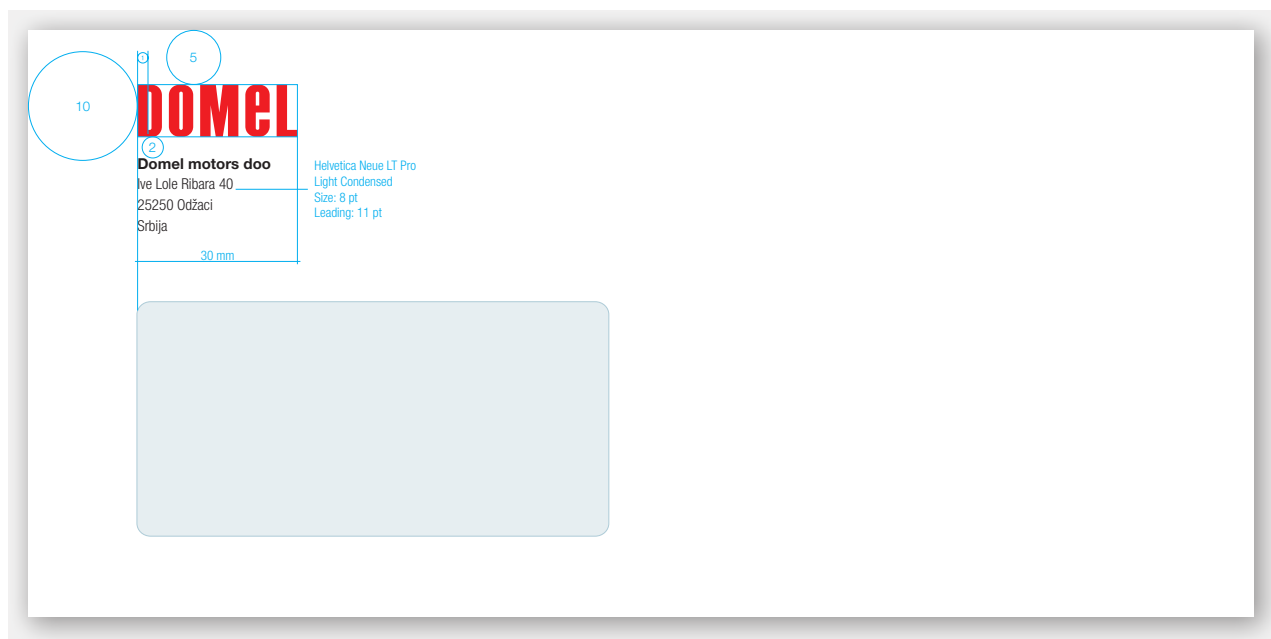 1
5
10
DOMEL
2
Domel motors doo
Ive Lole Ribara 40
25250 Odžaci
Srbija
Helvetica Neue LT Pro
Light Condensed
Size: 8 pt
Leading: 11 pt
30 mm